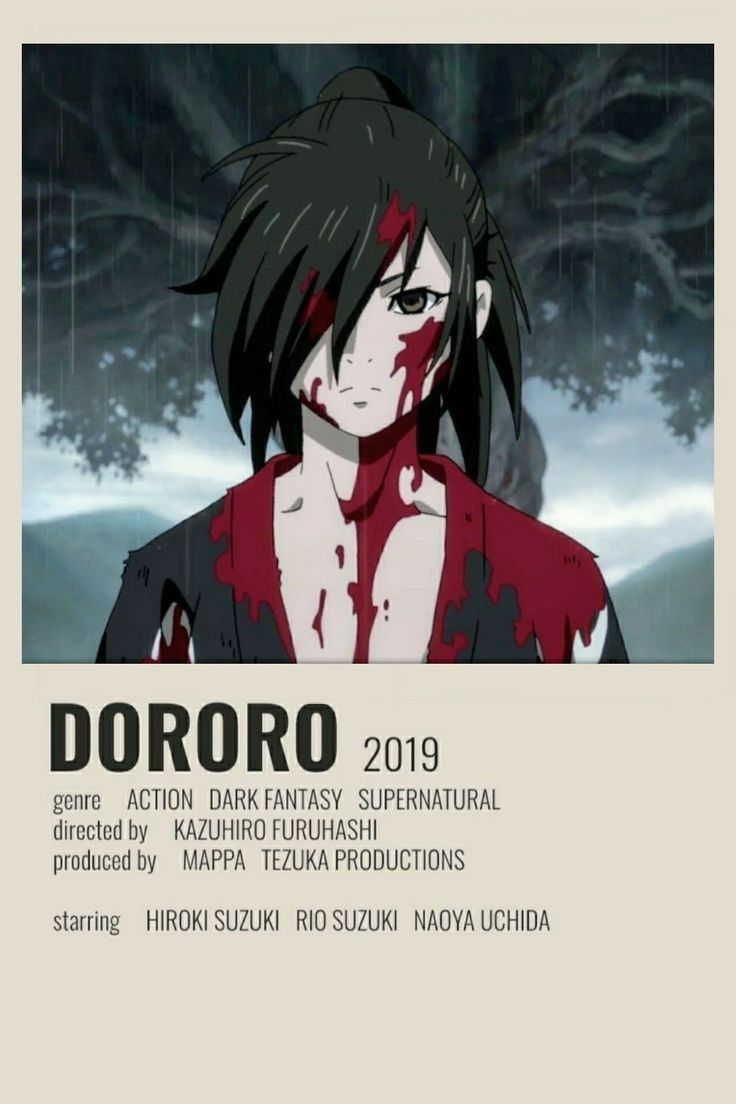 DORORO 2019
genre ACTION DARK FANTASY SUPERNATURAL
directed by KAZUHIRO FURUHASHI
produced by MAPPA TEZUKA PRODUCTIONS
starring HIROKI SUZUKI RIO SUZUKI NAOYA UCHIDA